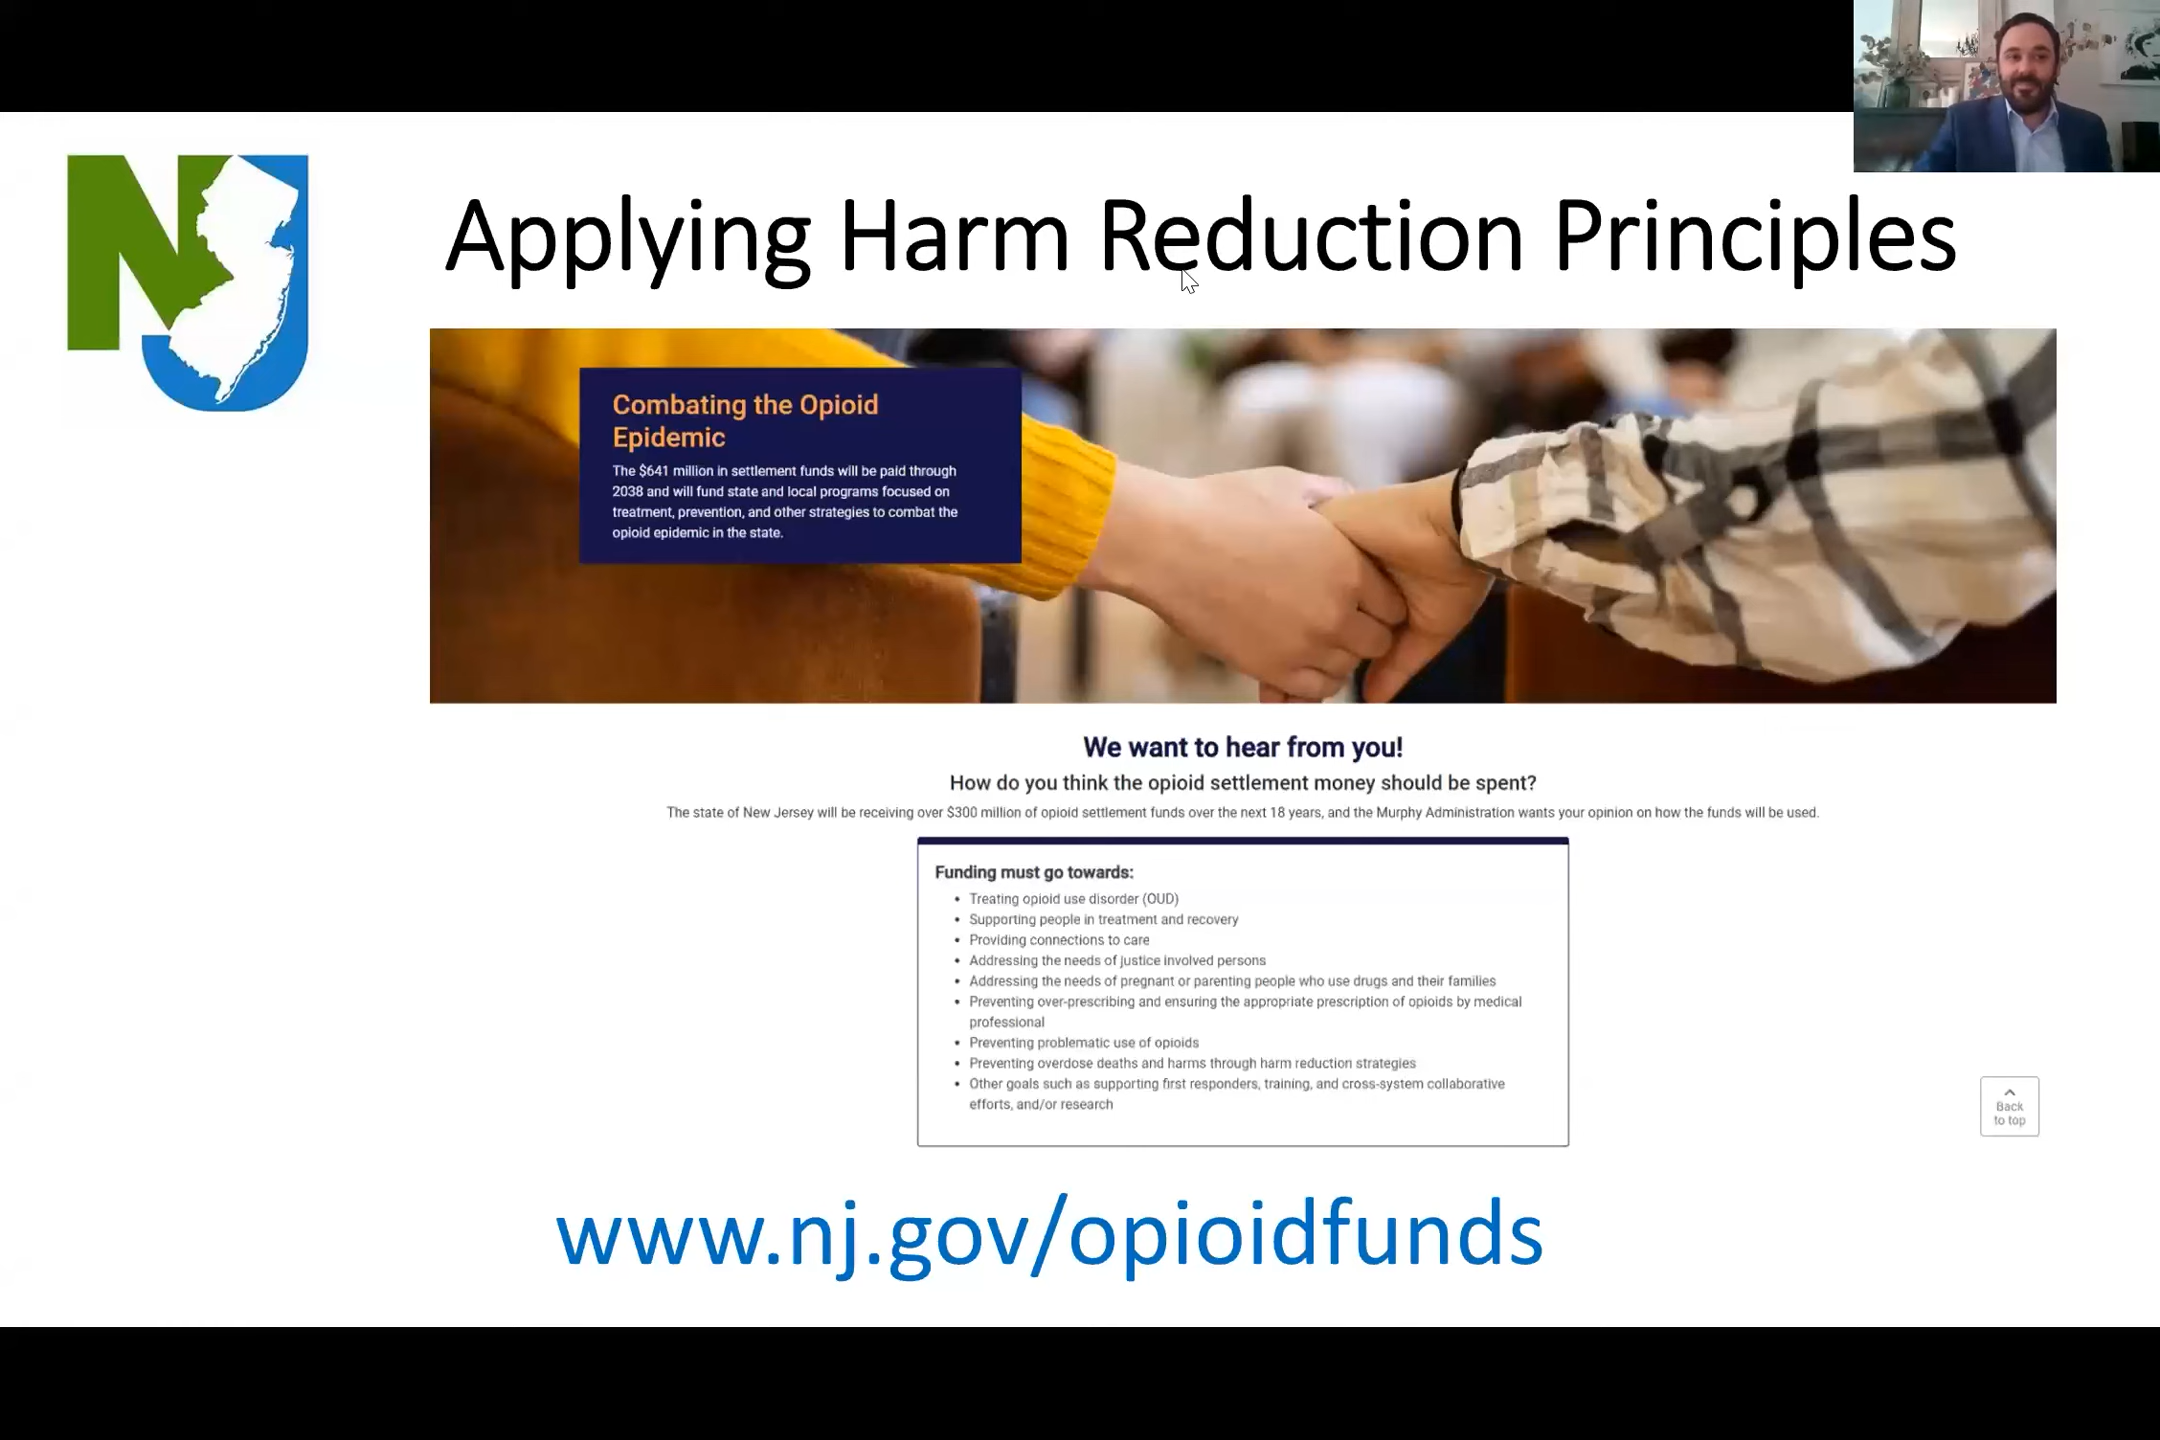 NJ
Applying Harm Reduction Principles
Combating the Opioid
Epidemic
The $641 million in settlement funds will be paid through
2038 and will fund state and local programs focused on
treatment, prevention, and other strategies to combat the
opioid epidemic in the state.
We want to hear from you!
How do you think the opioid settlement money should be spent?
The state of New Jersey will be receiving over $300 million of opioid settlement funds over the next 18 years, and the Murphy Administration wants your opinion on how the funds will be used.
Funding must go towards:
• Treating opioid use disorder (OUD)
• Supporting people in treatment and recovery
• Providing connections to care
• Addressing the needs of justice involved persons
• Addressing the needs of pregnant or parenting people who use drugs and their families
• Preventing over-prescribing and ensuring the appropriate prescription of opioids by medical
professional
• Preventing problematic use of opioids
• Preventing overdose deaths and harms through harm reduction strategies
• Other goals such as supporting first responders, training, and cross-system collaborative
efforts, and/or research
Back
to top
www.nj.gov/opioidfunds